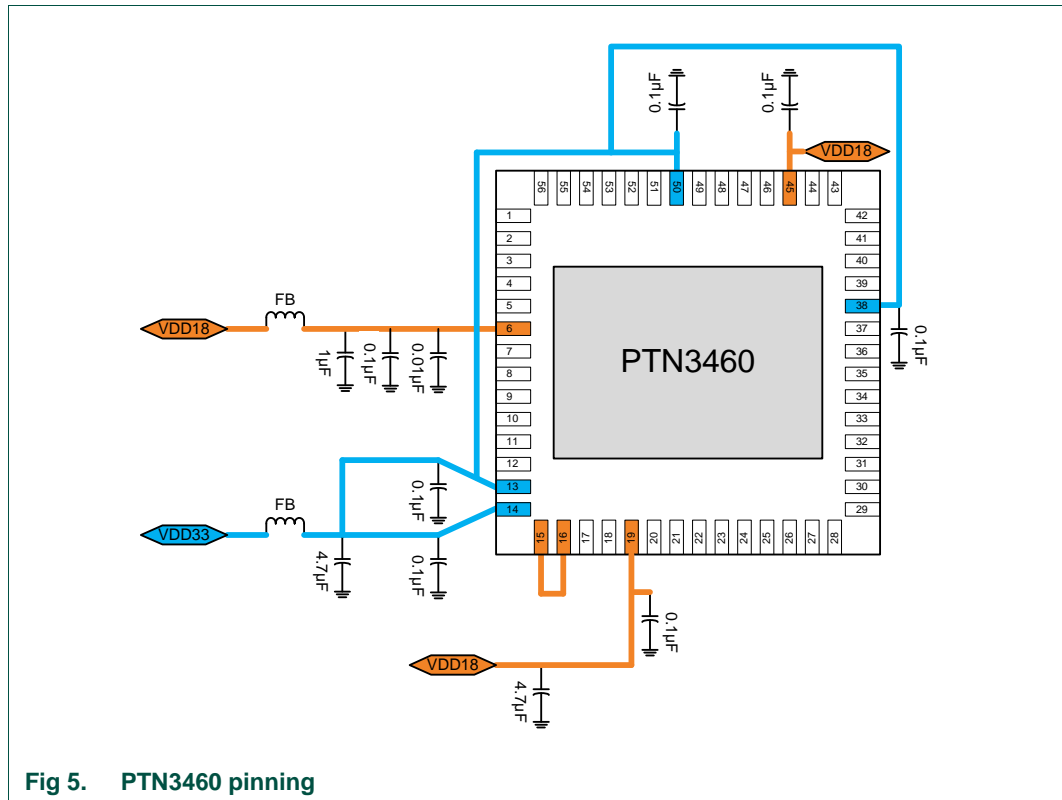 0.1µF
0.1µF
VDD18
56 55 54 53 52 51 50 49 48 47 46 45 44 43
1
2
3
4
5
6
7
8
9
10
11
12
13
14
42
41
40
39
38
37
36
35
34
33
32
31
30
29
0.1µF
PTN3460
FB
VDD18
1µF
0.1µF
0.01µF
0.1µF
FB
VDD33
4.7µF
0.1µF
15 16 17 18 19 20 21 22 23 24 25 26 27 28
0.1µF
VDD18
4.7µF
Fig 5. PTN3460 pinning